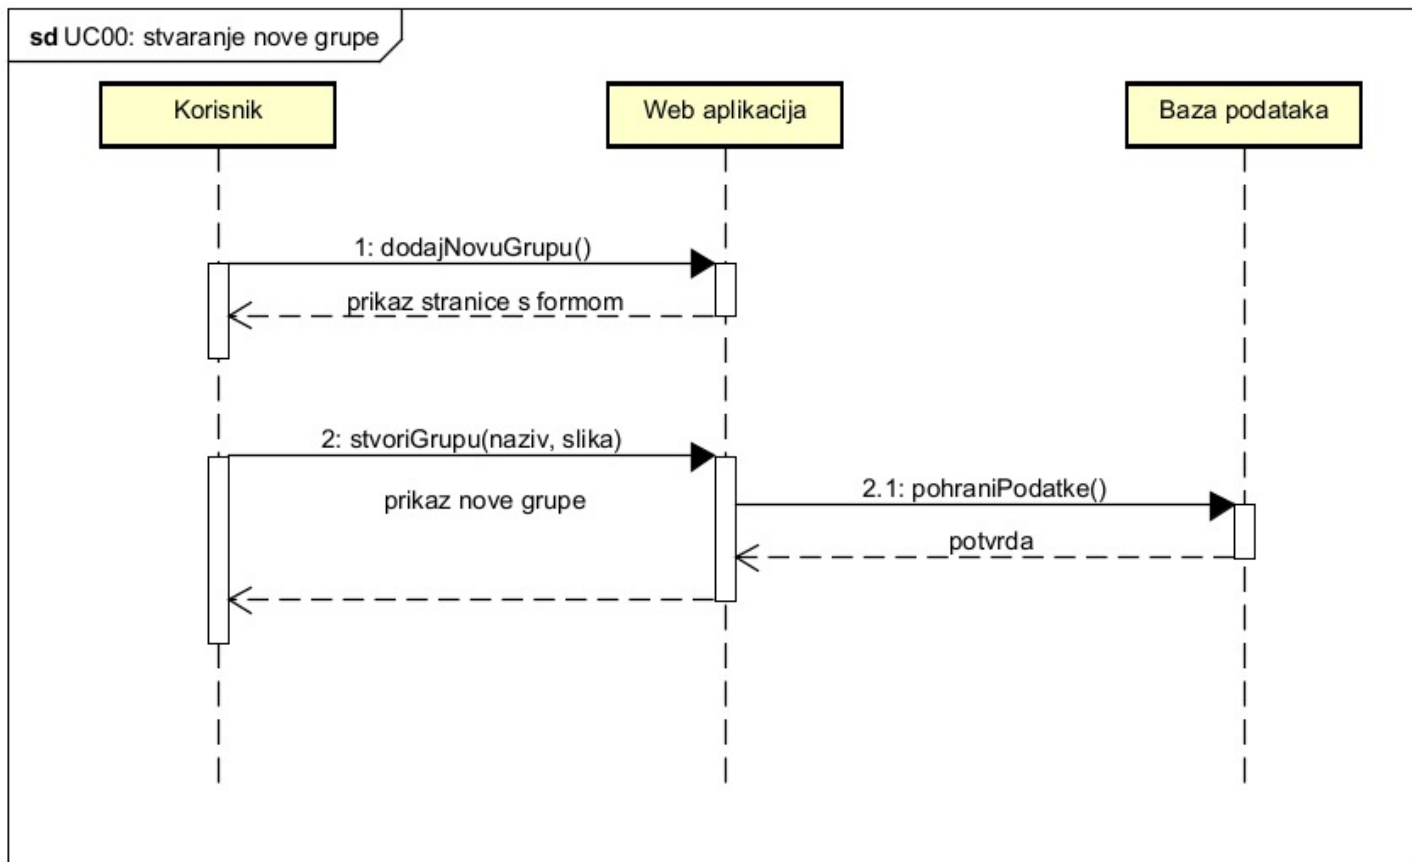 sd UC00: stvaranje nove grupe
Korisnik
Web aplikacija
Baza podataka
1: dodajNovuGrupu()
prikaz stranice s formom
2: stvoriGrupu(naziv, slika)
prikaz nove grupe
2.1: pohraniPodatke()
potvrda